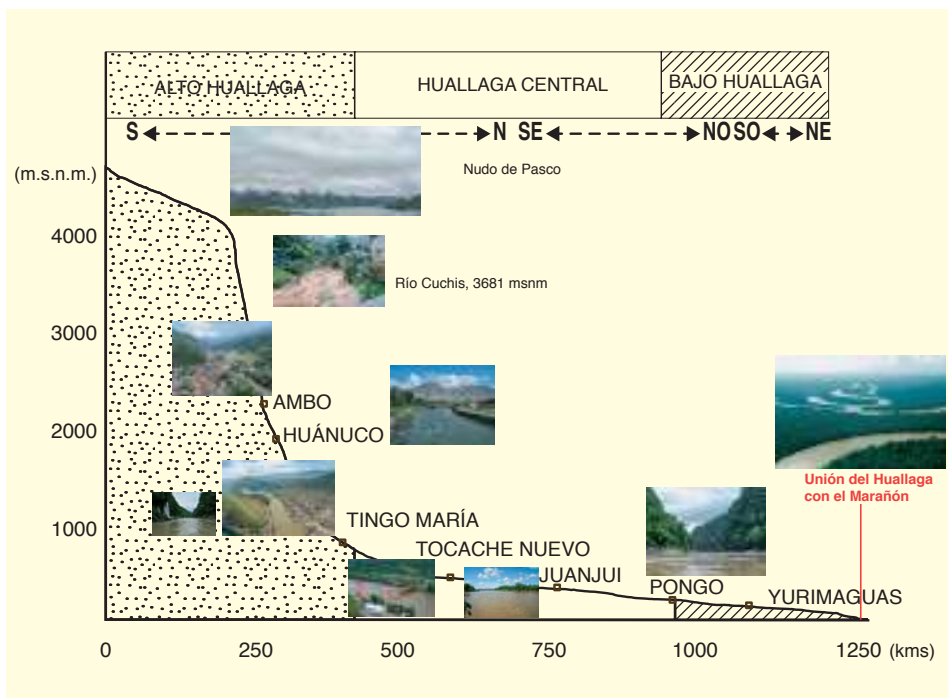 ALTO HUALLAGA
HUALLAGA CENTRAL
BAJO HUALLAGA
S N SE NO SO NE
Nudo de Pasco
(m.s.n.m.)
4000
Río Cuchis, 3681 msnm
3000
AMBO
2000
HUÁNUCO
Unión del Huallaga
con el Marañón
1000
TINGO MARÍA
TOCACHE NUEVO
JUANJUI
PONGO
YURIMAGUAS
0 250 500 750 1000 1250 (kms)